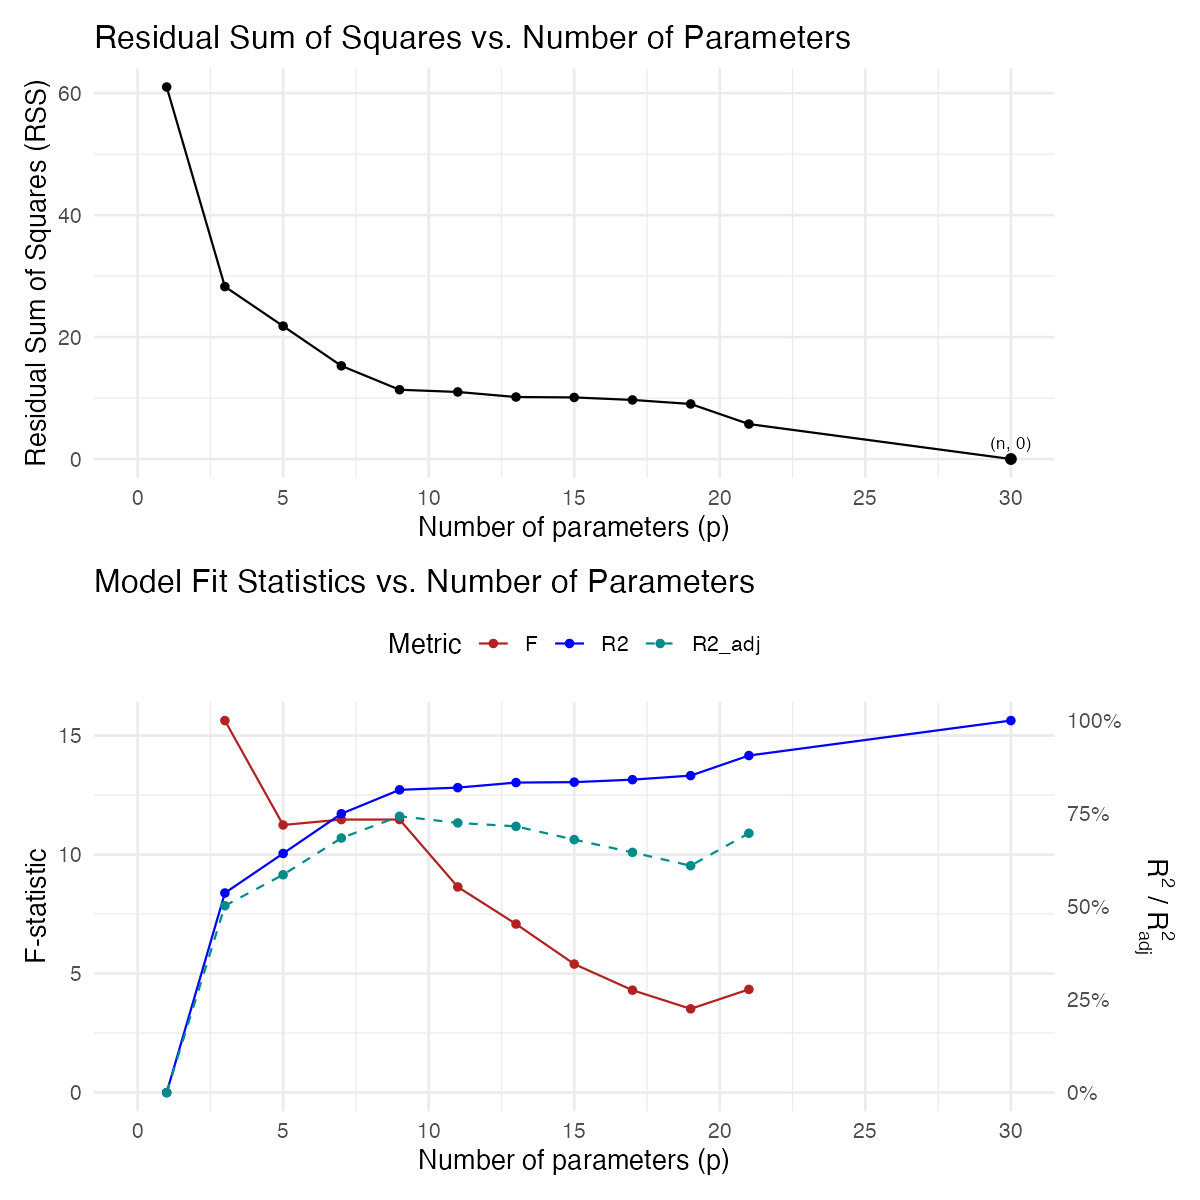 Residual Sum of Squares vs. Number of Parameters
Residual Sum of Squares (RSS)
60
40
20
0
(n, 0)
0 5 10 15 20 25 30
Number of parameters (p)
Model Fit Statistics vs. Number of Parameters
Metric F R2 R2_adj
F-statistic
15
10
5
0
100%
75%
50%
25%
0%
R² / R²adj
0 5 10 15 20 25 30
Number of parameters (p)